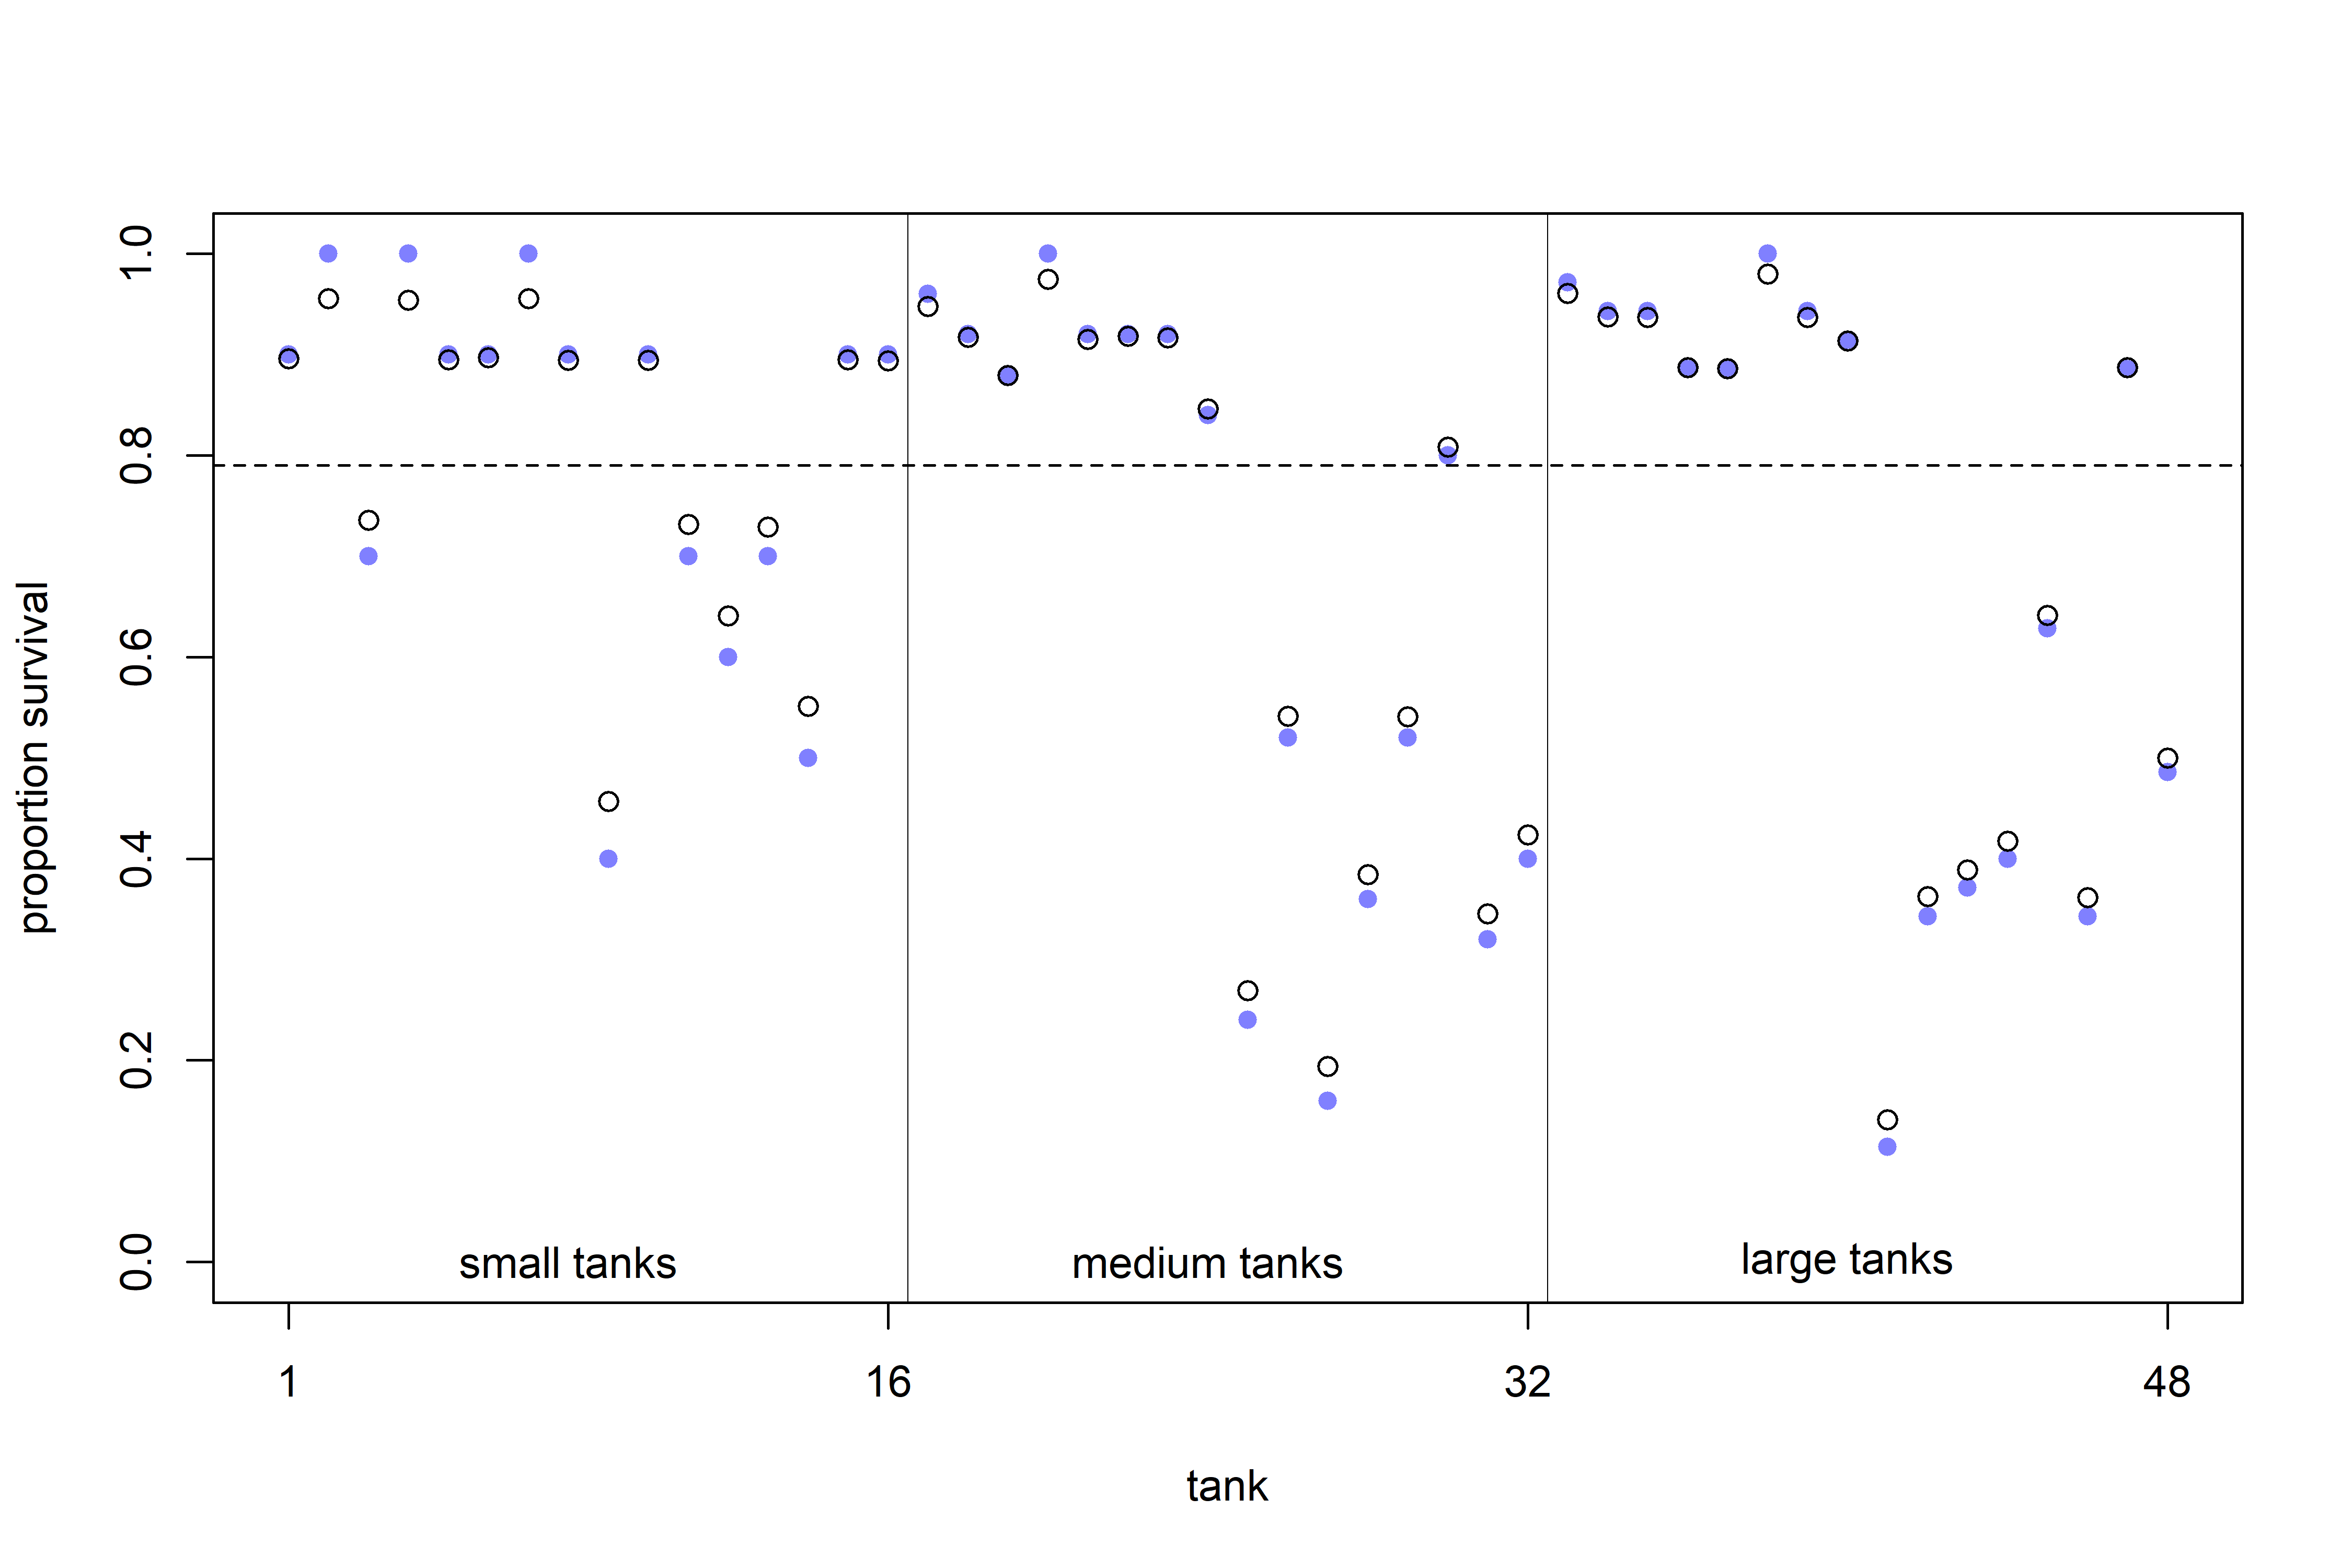 1.0
0.8
0.6
0.4
0.2
0.0
proportion survival
small tanks
medium tanks
large tanks
1
16
32
48
tank